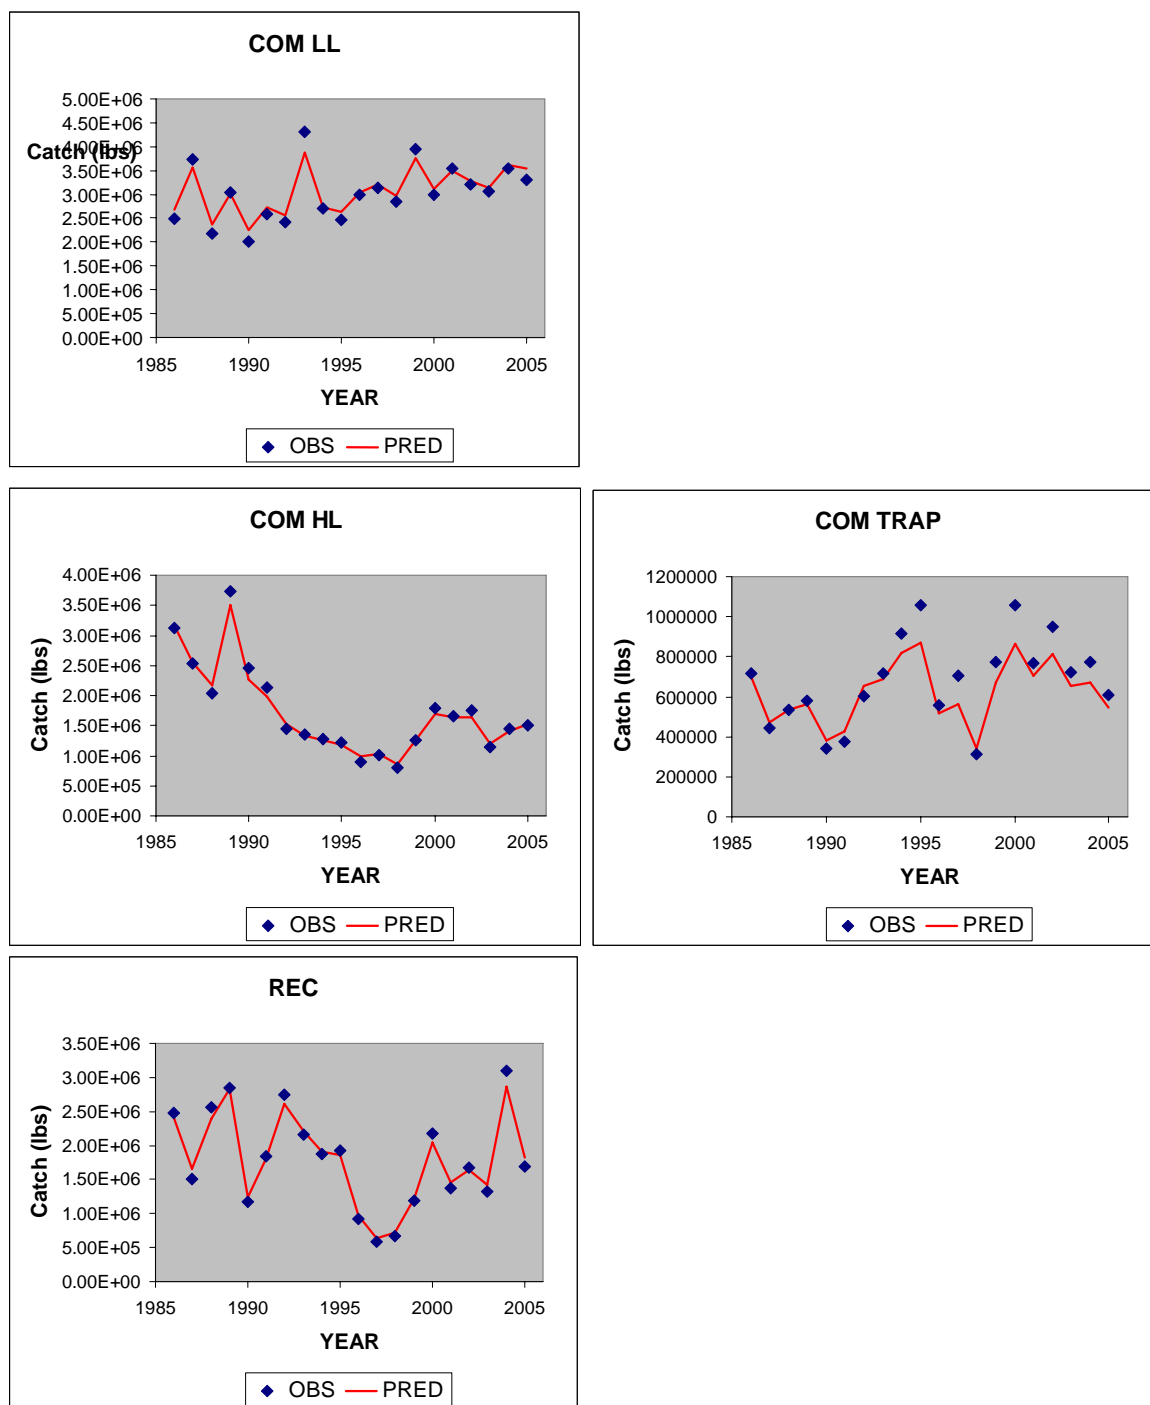 COM LL
5.00E+06
4.50E+06
4.00E+06
Catch (lbs)
3.50E+06
3.00E+06
2.50E+06
2.00E+06
1.50E+06
1.00E+06
5.00E+05
0.00E+00
1985 1990 1995 2000 2005
YEAR
OBS PRED
COM HL
4.00E+06
3.50E+06
3.00E+06
2.50E+06
2.00E+06
1.50E+06
1.00E+06
5.00E+05
0.00E+00
Catch (lbs)
1985 1990 1995 2000 2005
YEAR
OBS PRED
COM TRAP
1200000
1000000
800000
600000
400000
200000
0
Catch (lbs)
1985 1990 1995 2000 2005
YEAR
OBS PRED
REC
3.50E+06
3.00E+06
2.50E+06
2.00E+06
1.50E+06
1.00E+06
5.00E+05
0.00E+00
Catch (lbs)
1985 1990 1995 2000 2005
YEAR
OBS PRED